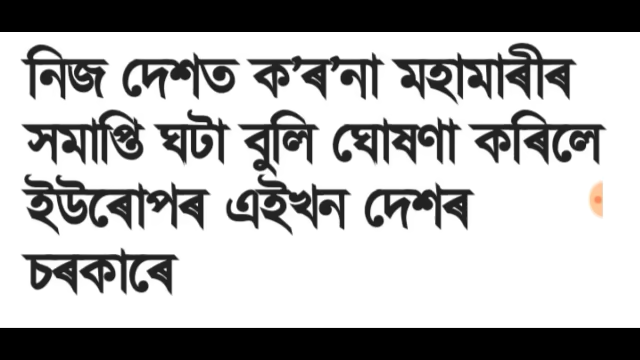 নিজ দেশত ক’ৰ’না মহামাৰীৰ
সমাপ্তি ঘটা বুলি ঘোষণা কৰিলে
ইউৰোপৰ এইখন দেশৰ
চৰকাৰে